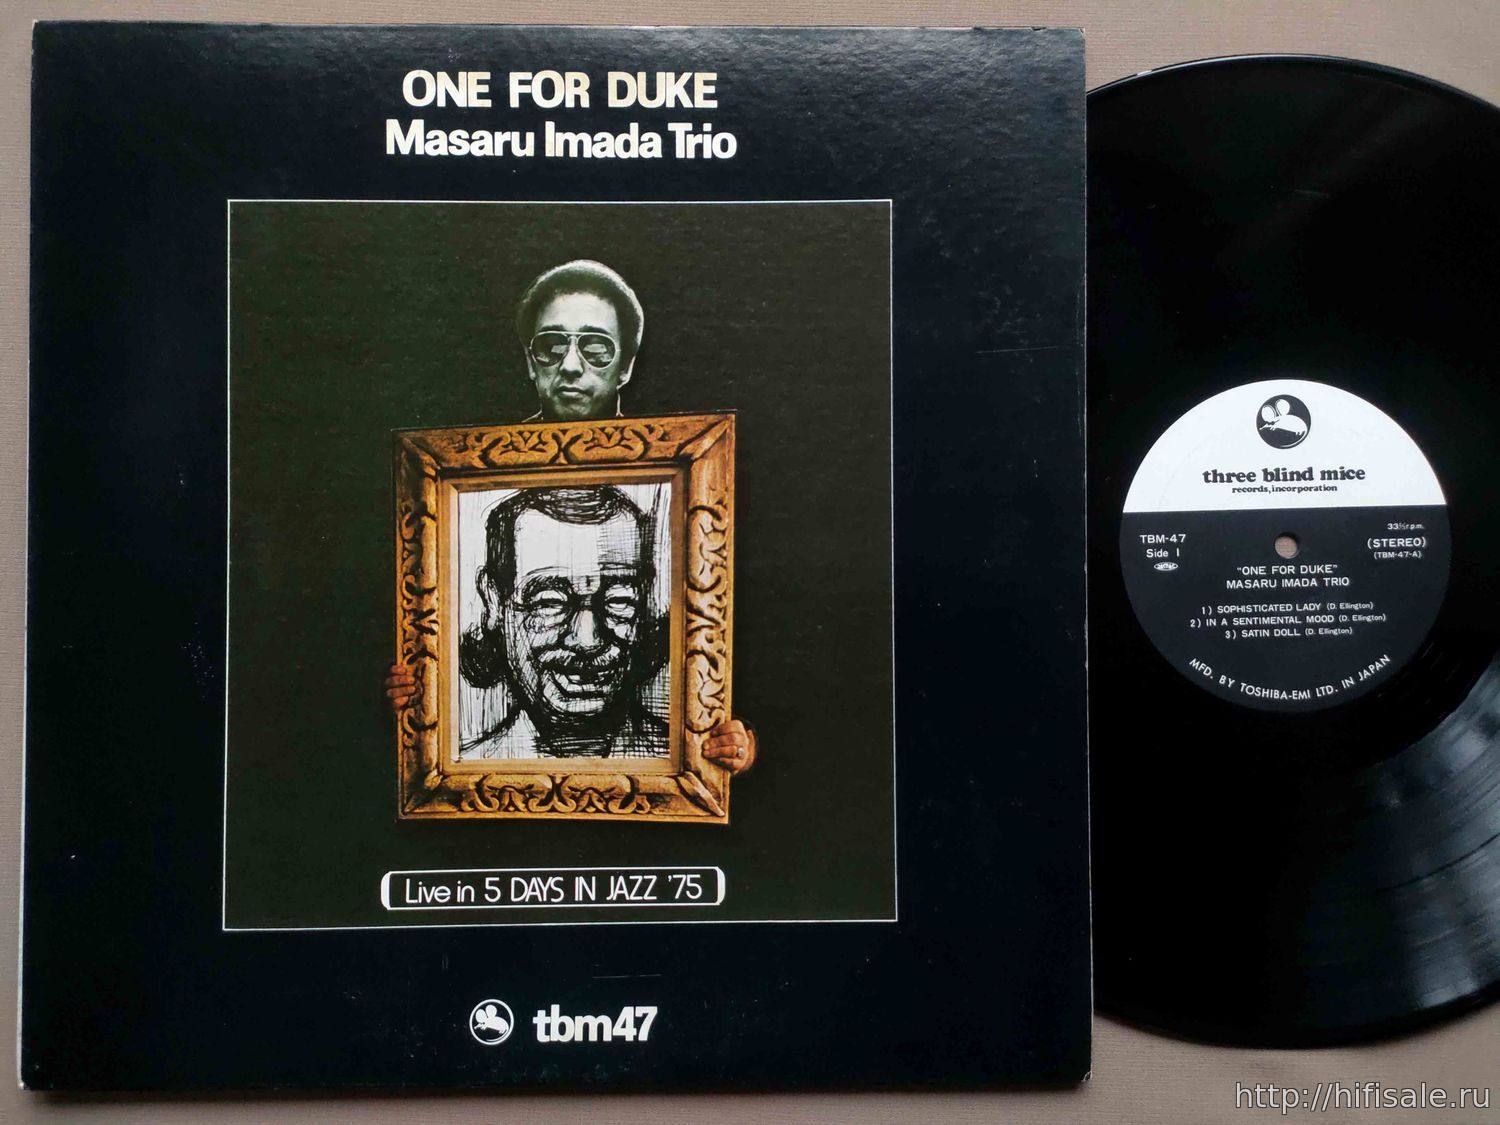 ONE FOR DUKE
Masaru Imada Trio
Live in 5 DAYS IN JAZZ '75
tbm47
three blind mice
records, incorporation
33⅓r.p.m.
TBM-47
(STEREO)
Side 1
(TBM-47-A)
"ONE FOR DUKE"
MASARU IMADA TRIO
1) SOPHISTICATED LADY (D. Ellington)
2) IN A SENTIMENTAL MOOD (D. Ellington)
3) SATIN DOLL (D. Ellington)
MFD. BY TOSHIBA-EMI LTD. IN JAPAN
http://hifisale.ru